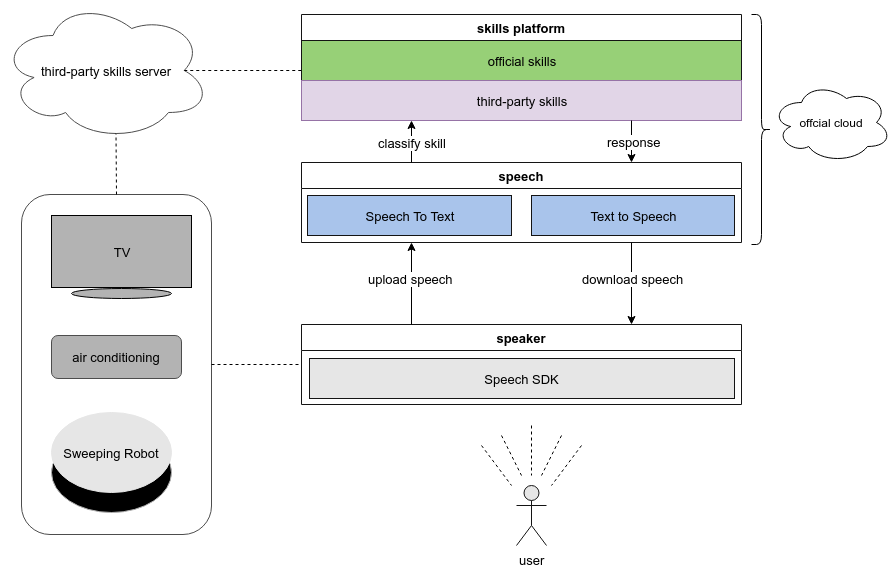 skills platform
official skills
third-party skills
third-party skills server
offcial cloud
classify skill
response
speech
Speech To Text
Text to Speech
upload speech
download speech
TV
air conditioning
Sweeping Robot
speaker
Speech SDK
user